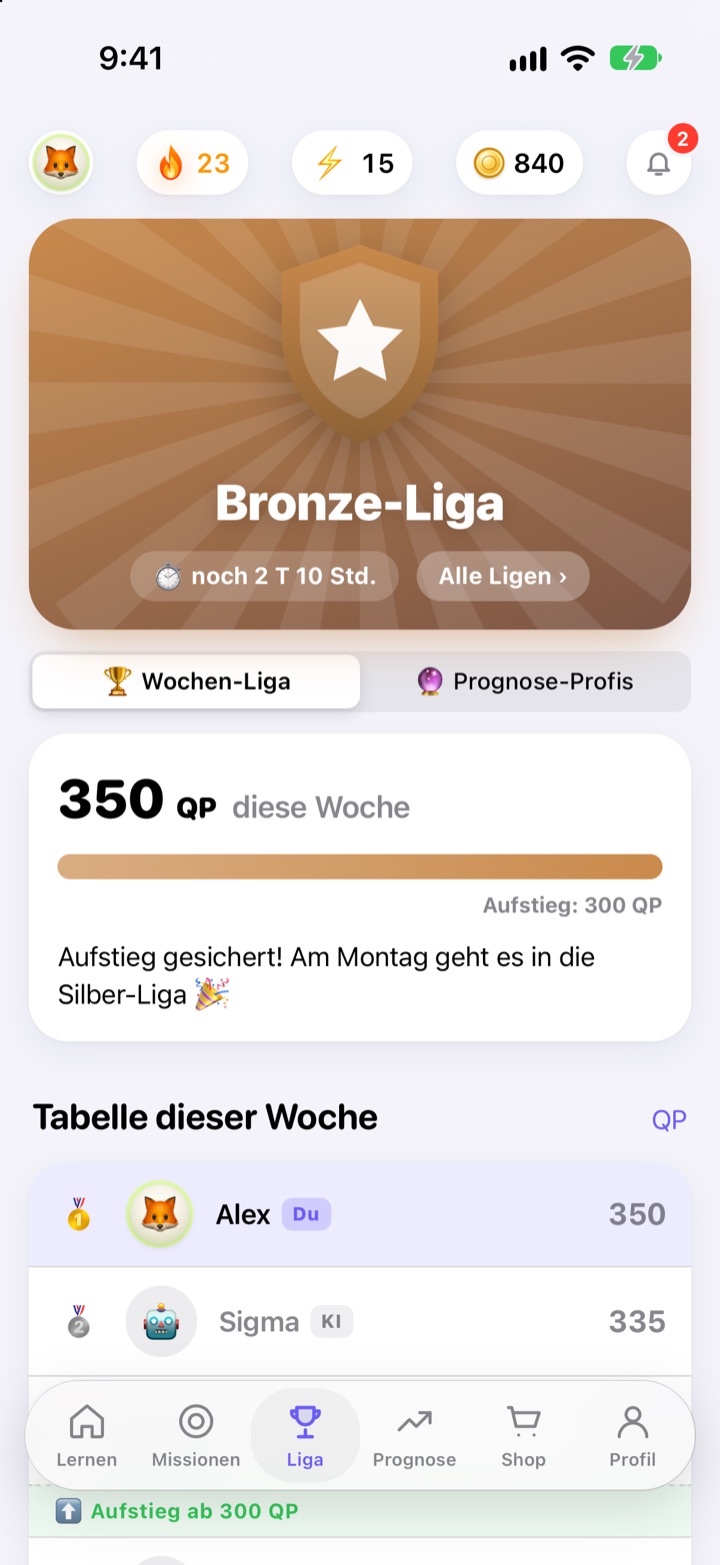 9:41
23
15
840
2
Bronze-Liga
noch 2 T 10 Std.
Alle Ligen ›
Wochen-Liga
Prognose-Profis
350 QP diese Woche
Aufstieg: 300 QP
Aufstieg gesichert! Am Montag geht es in die
Silber-Liga
Tabelle dieser Woche
QP
1
Alex
Du
350
2
Sigma
KI
335
Lernen
Missionen
Liga
Prognose
Shop
Profil
Aufstieg ab 300 QP